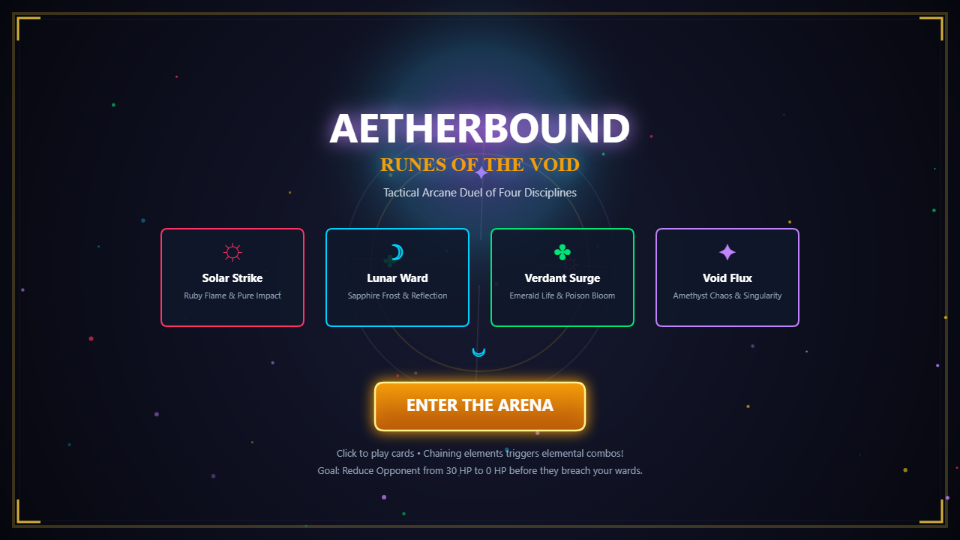 AETHERBOUND
RUNES OF THE VOID
Tactical Arcane Duel of Four Disciplines
Solar Strike
Ruby Flame & Pure Impact
Lunar Ward
Sapphire Frost & Reflection
Verdant Surge
Emerald Life & Poison Bloom
Void Flux
Amethyst Chaos & Singularity
ENTER THE ARENA
Click to play cards • Chaining elements triggers elemental combos!
Goal: Reduce Opponent from 30 HP to 0 HP before they breach your wards.